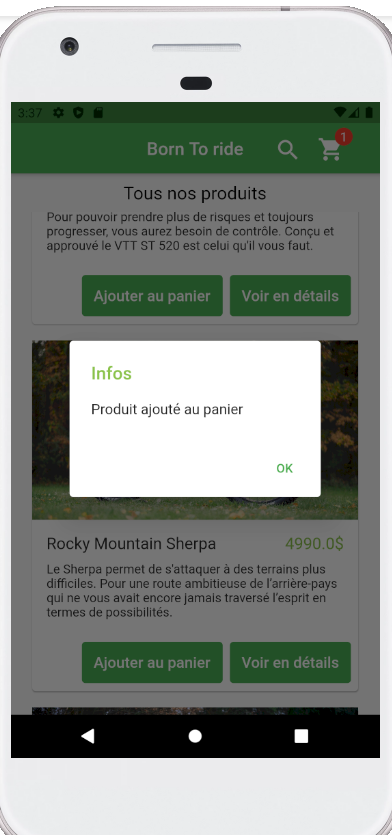 3:37
Born To ride
1
Tous nos produits
Pour pouvoir prendre plus de risques et toujours
progresser, vous aurez besoin de contrôle. Conçu et
approuvé le VTT ST 520 est celui qu'il vous faut.
Ajouter au panier
Voir en détails
Infos
Produit ajouté au panier
OK
Rocky Mountain Sherpa
4990.0$
Le Sherpa permet de s'attaquer à des terrains plus
difficiles. Pour une route ambitieuse de l'arrière-pays
qui ne vous avait encore jamais traversé l'esprit en
termes de possibilités.
Ajouter au panier
Voir en détails